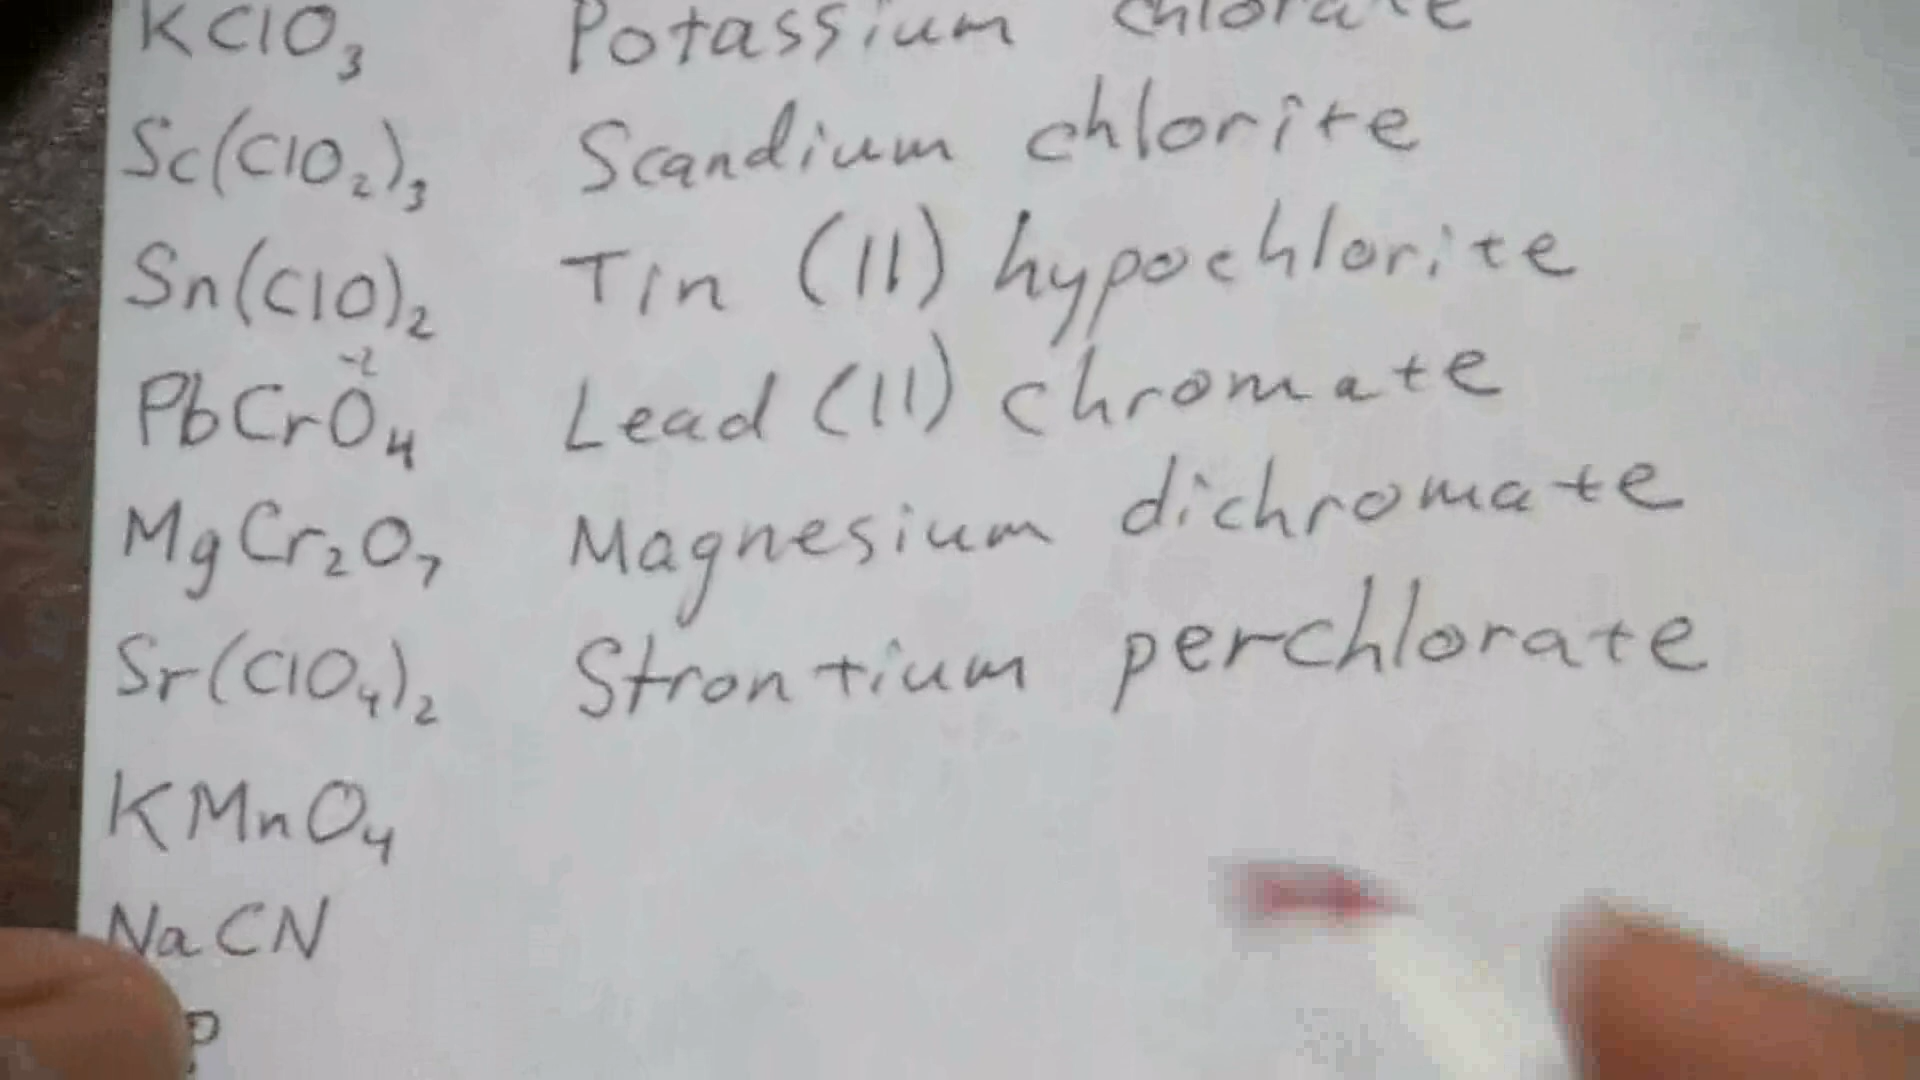 KClO₃ Potassium chlorate
Sc(ClO₂)₃ Scandium chlorite
Sn(ClO)₂ Tin (II) hypochlorite
PbCrO₄⁻² Lead (II) chromate
MgCr₂O₇ Magnesium dichromate
Sr(ClO₄)₂ Strontium perchlorate
KMnO₄
NaCN